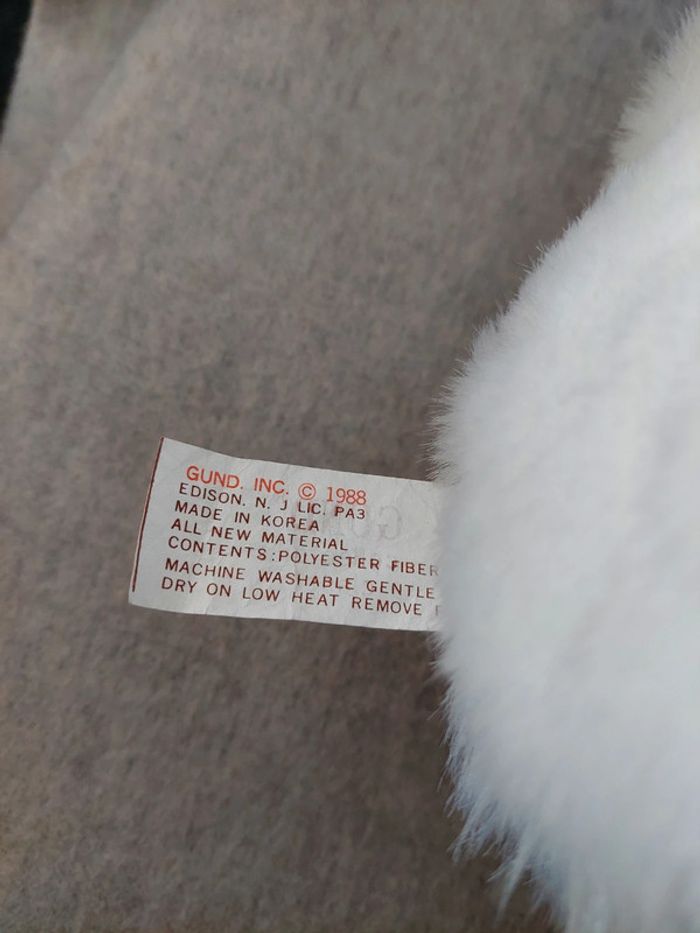 GUND. INC. © 1988
EDISON. N. J LIC. PA3
MADE IN KOREA
ALL NEW MATERIAL
CONTENTS:POLYESTER FIBER
MACHINE WASHABLE GENTLE
DRY ON LOW HEAT REMOVE